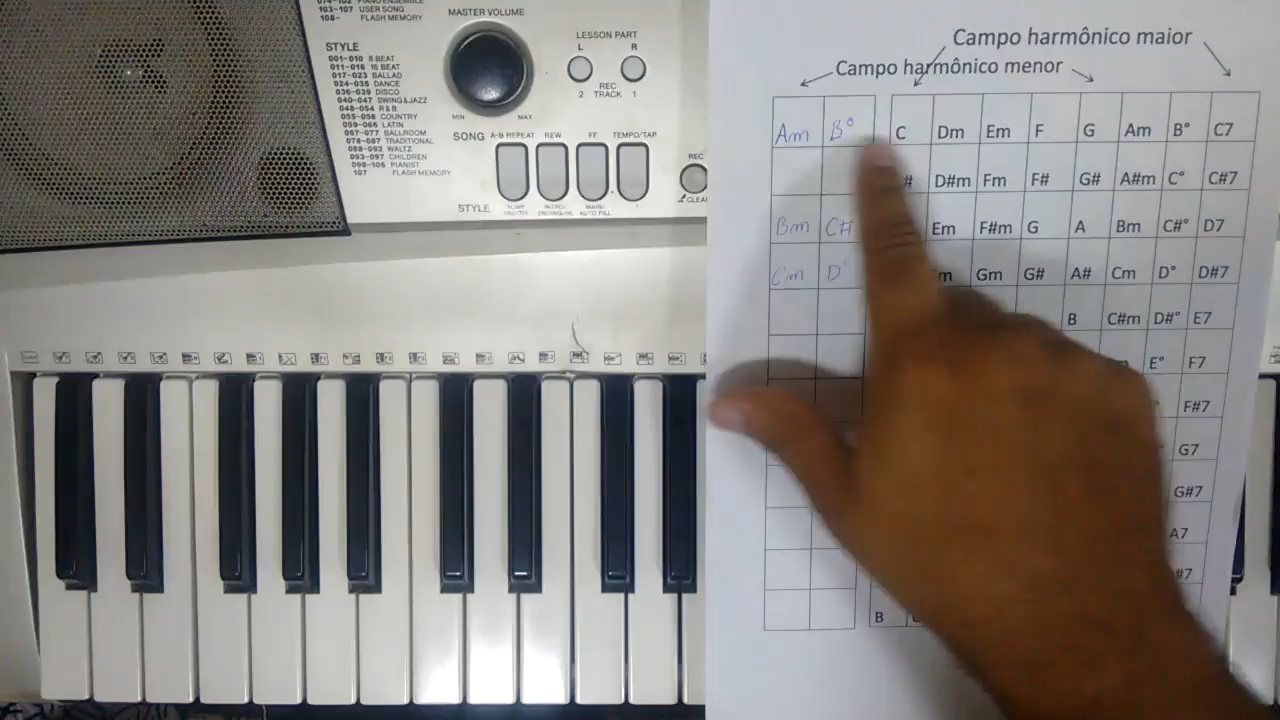 103-107 USER SONG
108- FLASH MEMORY
STYLE
001-010 8 BEAT
011-016 16 BEAT
017-023 BALLAD
024-035 DANCE
036-039 DISCO
040-047 SWING&JAZZ
048-054 R&B
055-058 COUNTRY
059-066 LATIN
067-077 BALLROOM
078-087 TRADITIONAL
088-092 WALTZ
093-097 CHILDREN
098-106 PIANIST
107 FLASH MEMORY
MASTER VOLUME
MIN MAX
LESSON PART
L R
REC
2 TRACK 1
SONG A-B REPEAT REW FF TEMPO/TAP
REC
STYLE
Campo harmônico maior
Campo harmônico menor
Am B° C Dm Em F G Am B° C7
D#m Fm F# G# A#m C° C#7
Bm C# Em F#m G A Bm C#° D7
Cm D° Gm G# A# Cm D° D#7
B C#m D#° E7
E° F7
F#7
G7
G#7
A7
#7
B